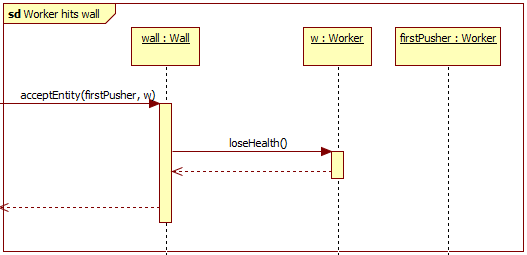 sd Worker hits wall
wall : Wall
w : Worker
firstPusher : Worker
acceptEntity(firstPusher, w)
loseHealth()